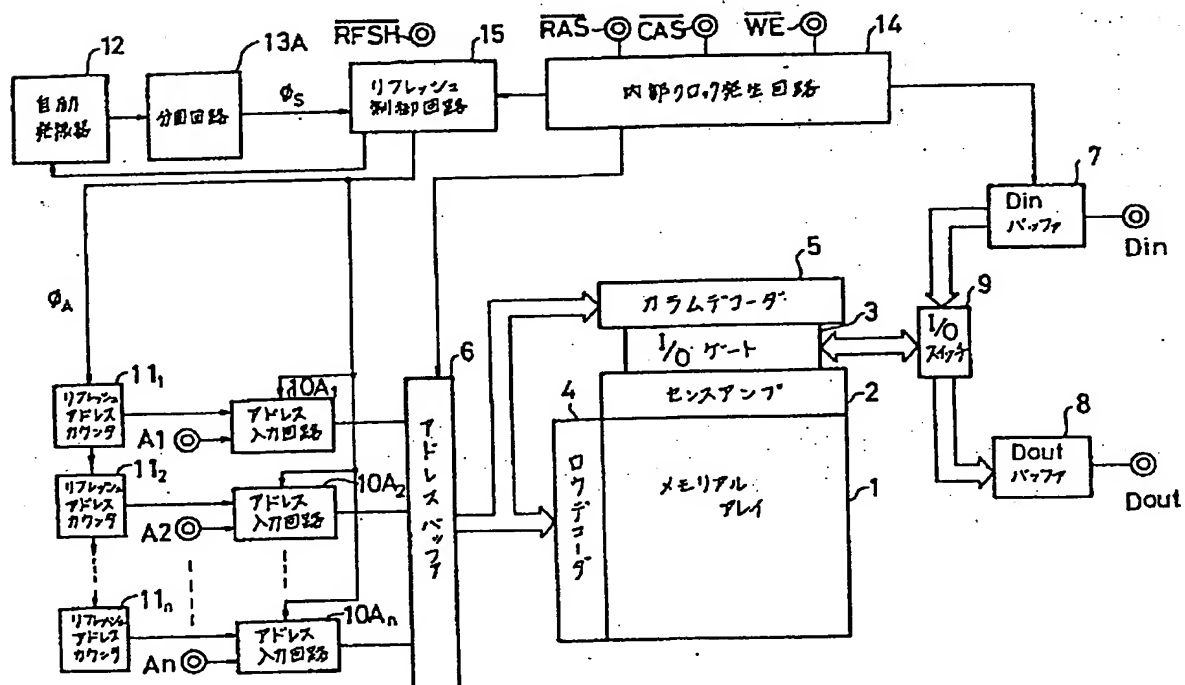 RFSH
RAS
CAS
WE
12
13A
15
14
自励
発振器
分周回路
φS
リフレッシュ
制御回路
内部クロック発生回路
7
Din
バッファ
Din
φA
5
カラムデコーダ
3
I/O ゲート
9
I/O
スイッチ
6
アドレスバッファ
センスアンプ
2
4
ロウデコーダ
メモリアル
アレイ
1
8
Dout
バッファ
Dout
11₁
リフレッシュ
アドレス
カウンタ
10A₁
アドレス
入力回路
A1
11₂
リフレッシュ
アドレス
カウンタ
10A₂
アドレス
入力回路
A2
11n
リフレッシュ
アドレス
カウンタ
10An
アドレス
入力回路
An